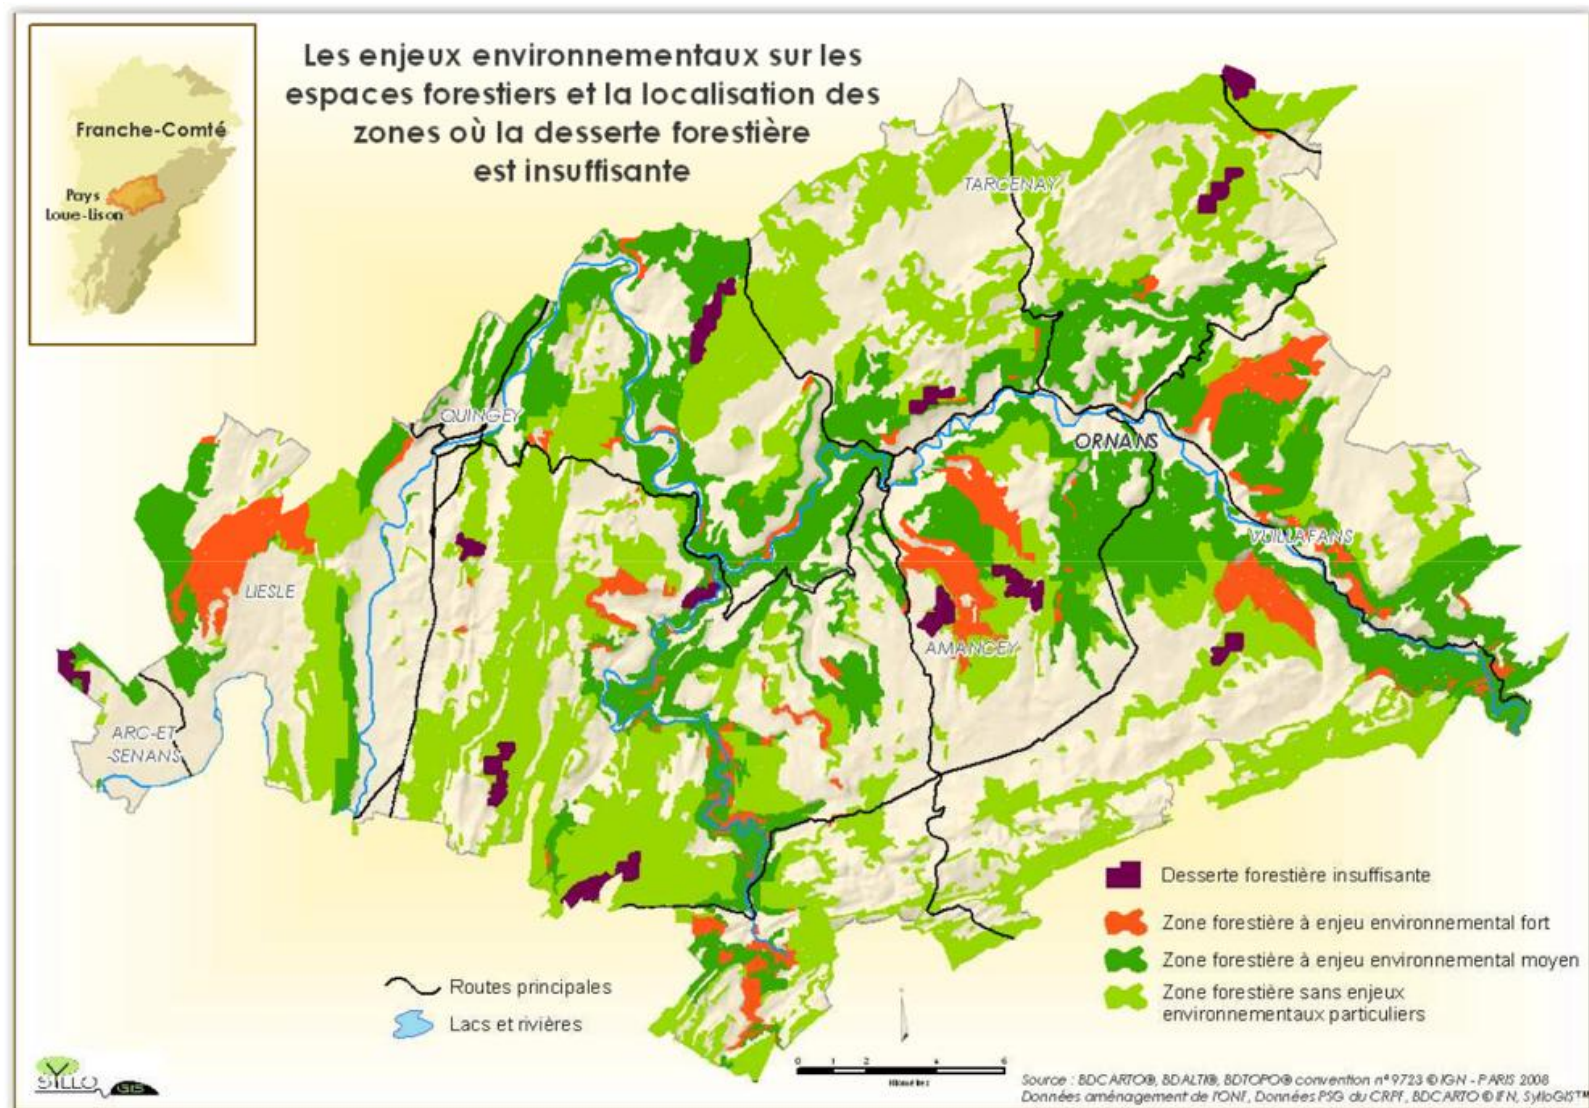 Les enjeux environnementaux sur les
espaces forestiers et la localisation des
zones où la desserte forestière
est insuffisante
Franche-Comté
Pays
Loue-Lison
TARCENAY
QUINGEY
ORNANS
VUILLAFANS
LIESLE
AMANCEY
ARC-ET
-SENANS
Desserte forestière insuffisante
Zone forestière à enjeu environnemental fort
Zone forestière à enjeu environnemental moyen
Zone forestière sans enjeux
environnementaux particuliers
Routes principales
Lacs et rivières
0 1 2 4 6
Kilomètres
SYLLO GIS
Source : BDCARTO®, BDALTI®, BDTOPO® convention n° 9723 © IGN - PARIS 2008
Données aménagement de l'ONF, Données PSG du CRPF, BDCARTO © IFN, SylloGIS™